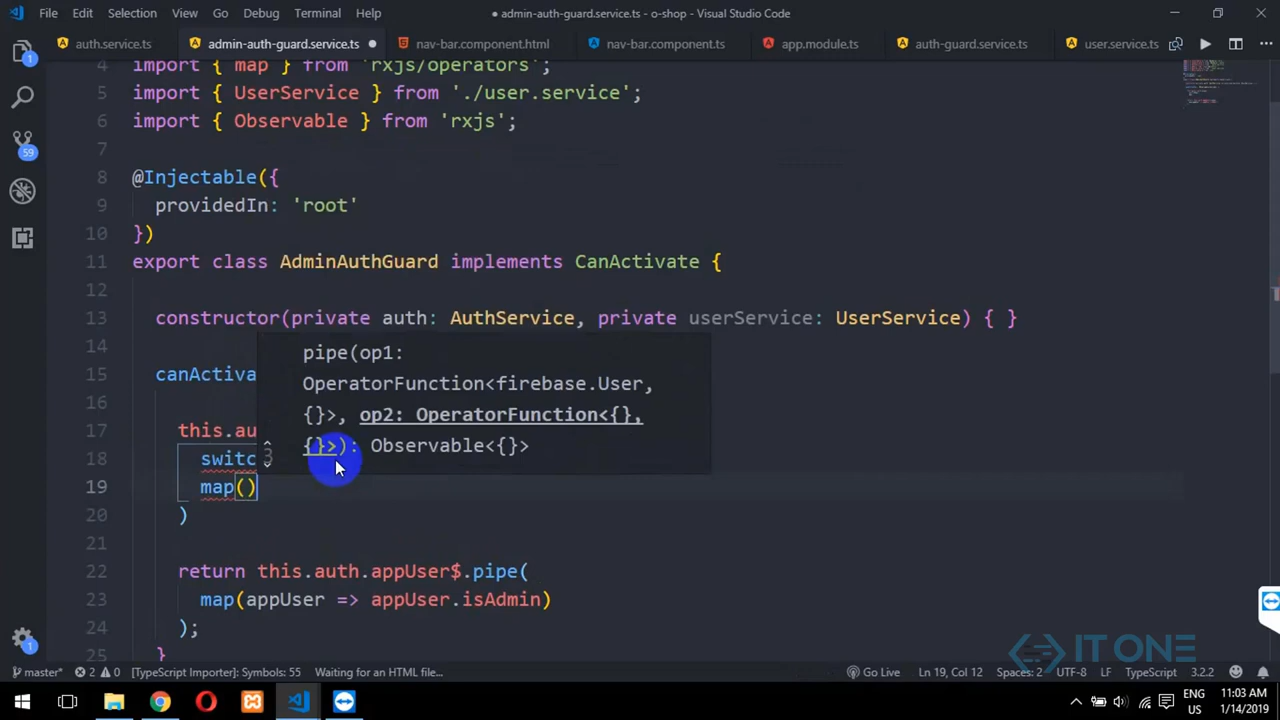 File Edit Selection View Go Debug Terminal Help ● admin-auth-guard.service.ts - o-shop - Visual Studio Code
auth.service.ts admin-auth-guard.service.ts nav-bar.component.html nav-bar.component.ts app.module.ts auth-guard.service.ts user.service.ts
4 import { map } from 'rxjs/operators';
5 import { UserService } from './user.service';
6 import { Observable } from 'rxjs';
7
8 @Injectable({
9 providedIn: 'root'
10 })
11 export class AdminAuthGuard implements CanActivate {
12
13 constructor(private auth: AuthService, private userService: UserService) { }
14
pipe(op1:
15 canActiva
OperatorFunction<firebase.User,
16
{}>, op2: OperatorFunction<{},
17 this.au
{}>): Observable<{}>
18 switc 3
19 map()
20 )
21
22 return this.auth.appUser$.pipe(
23 map(appUser => appUser.isAdmin)
24 );
25 }
IT ONE
master* 2 0 [TypeScript Importer]: Symbols: 55 Waiting for an HTML file... Go Live Ln 19, Col 12 Spaces: 2 UTF-8 LF TypeScript 3.2.2 1
1
59
1
ENG 11:03 AM
US 1/14/2019